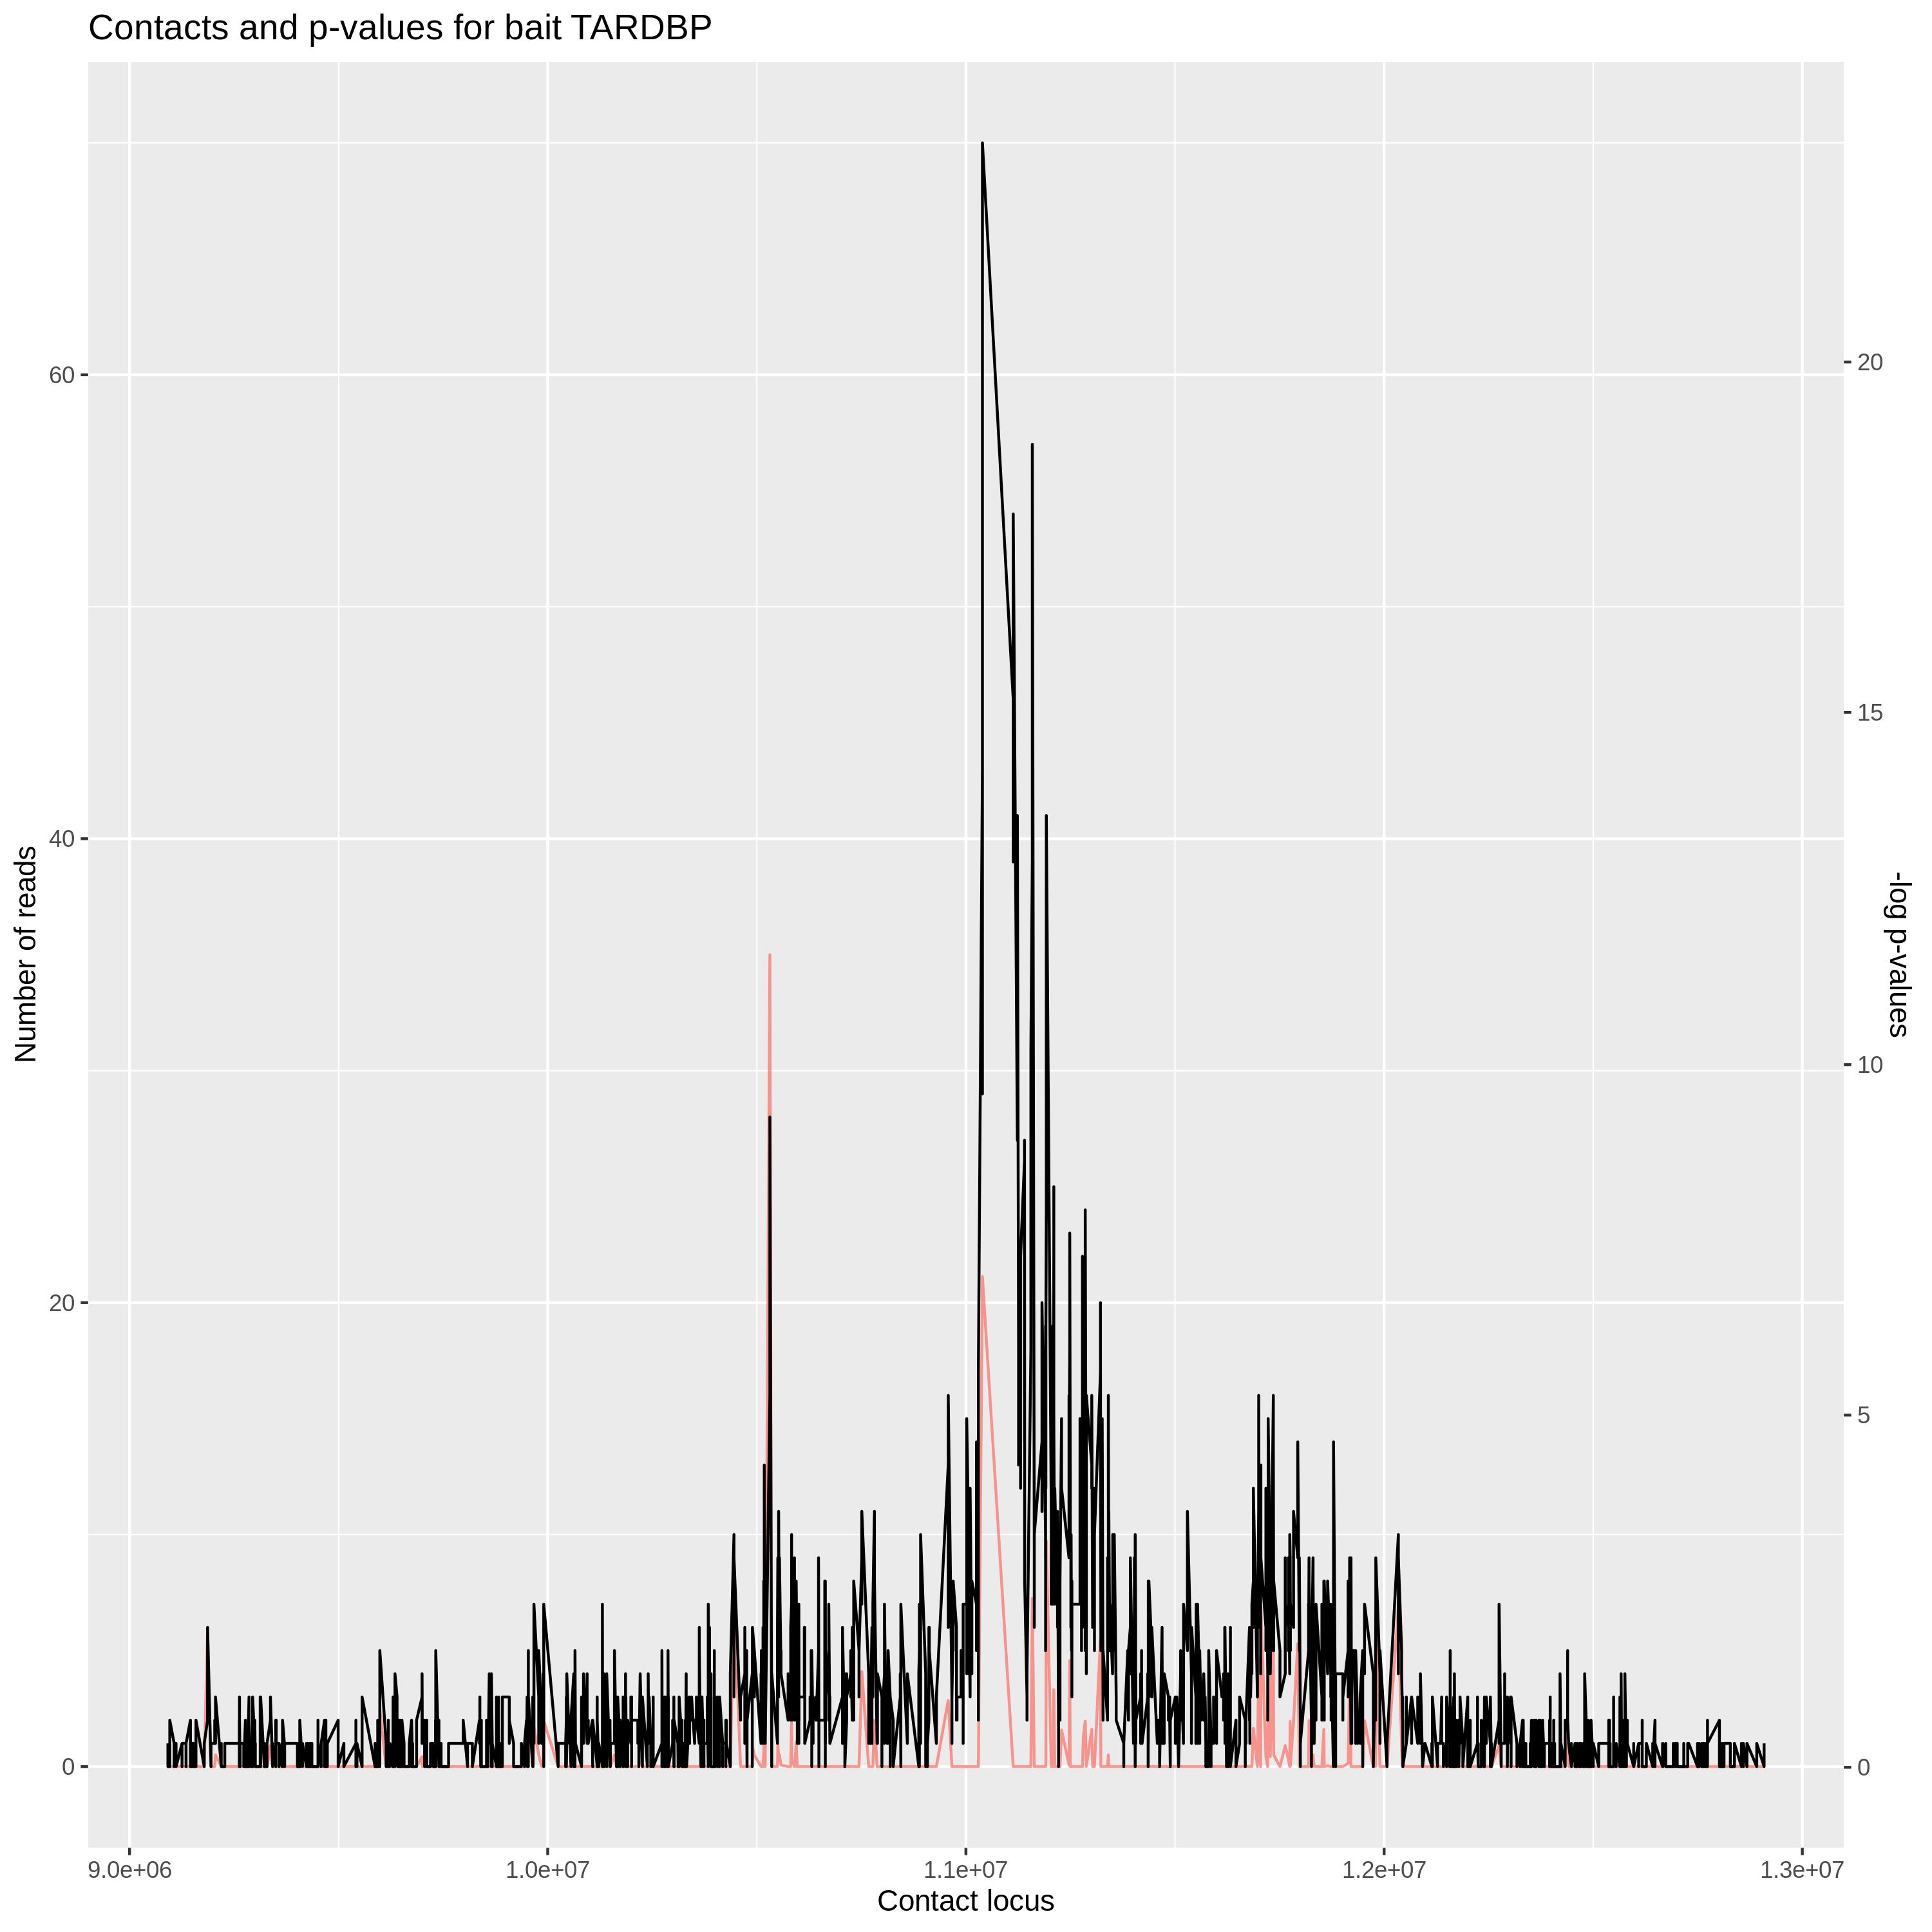 Contacts and p-values for bait TARDBP
Number of reads
60
40
20
0
20
15
10
5
0
-log p-values
9.0e+06
1.0e+07
1.1e+07
1.2e+07
1.3e+07
Contact locus